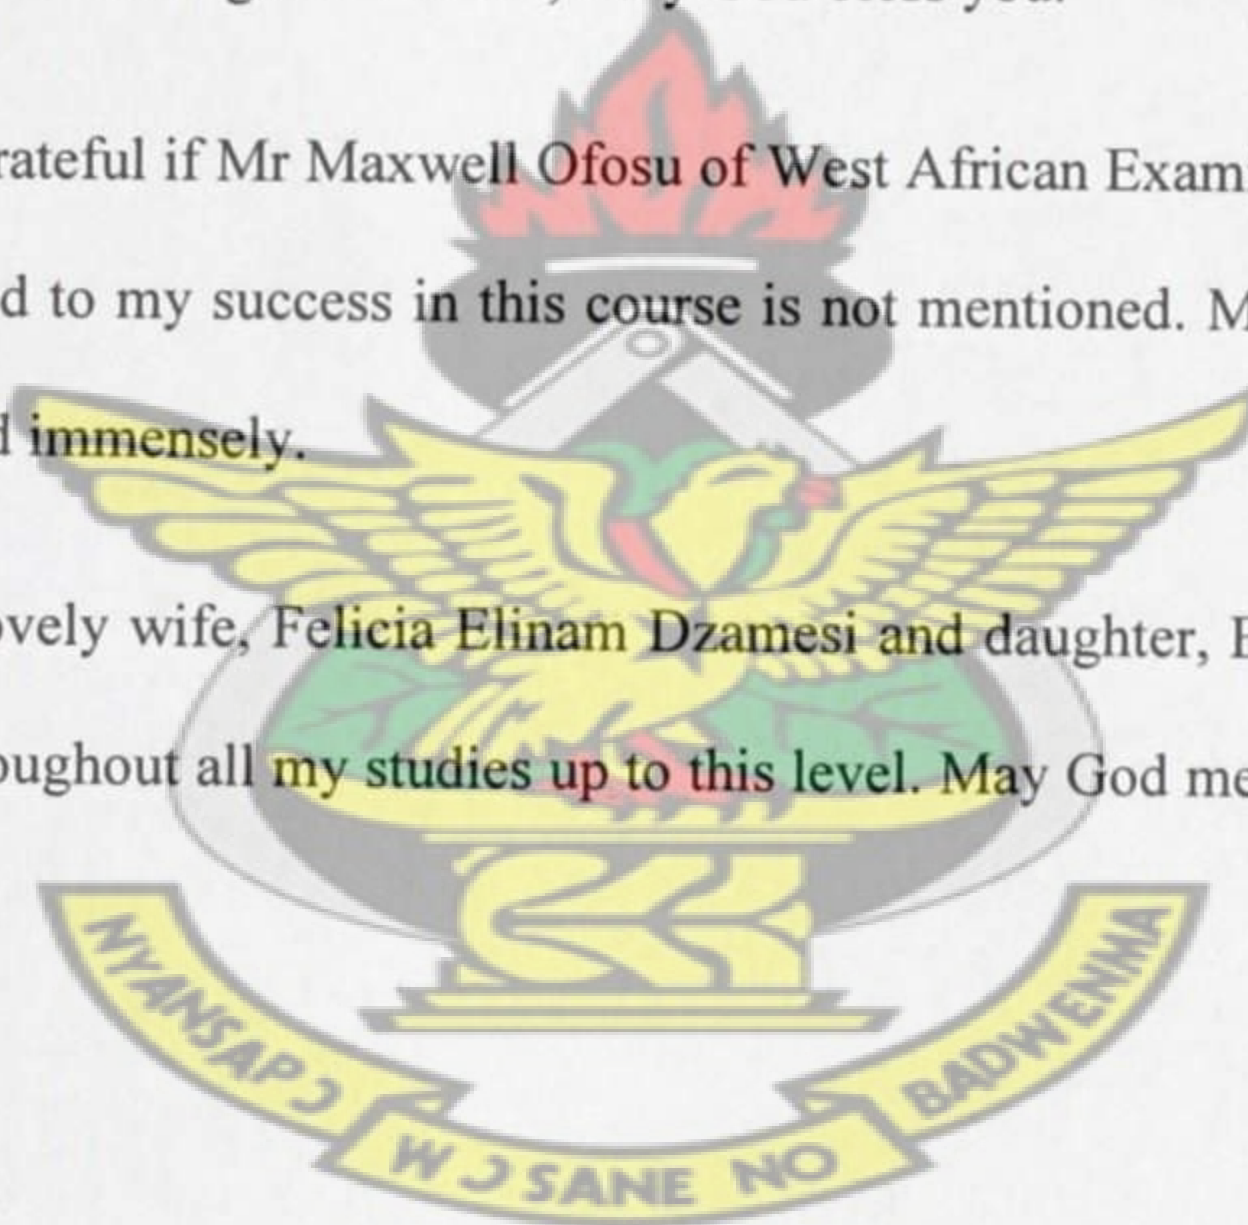 you.
rateful if Mr Maxwell Ofosu of West African Exam
d to my success in this course is not mentioned. M
d immensely.
ovely wife, Felicia Elinam Dzamesi and daughter, E
oughout all my studies up to this level. May God me
NYANSAPƆ
WƆSANE NO
BADWENMA